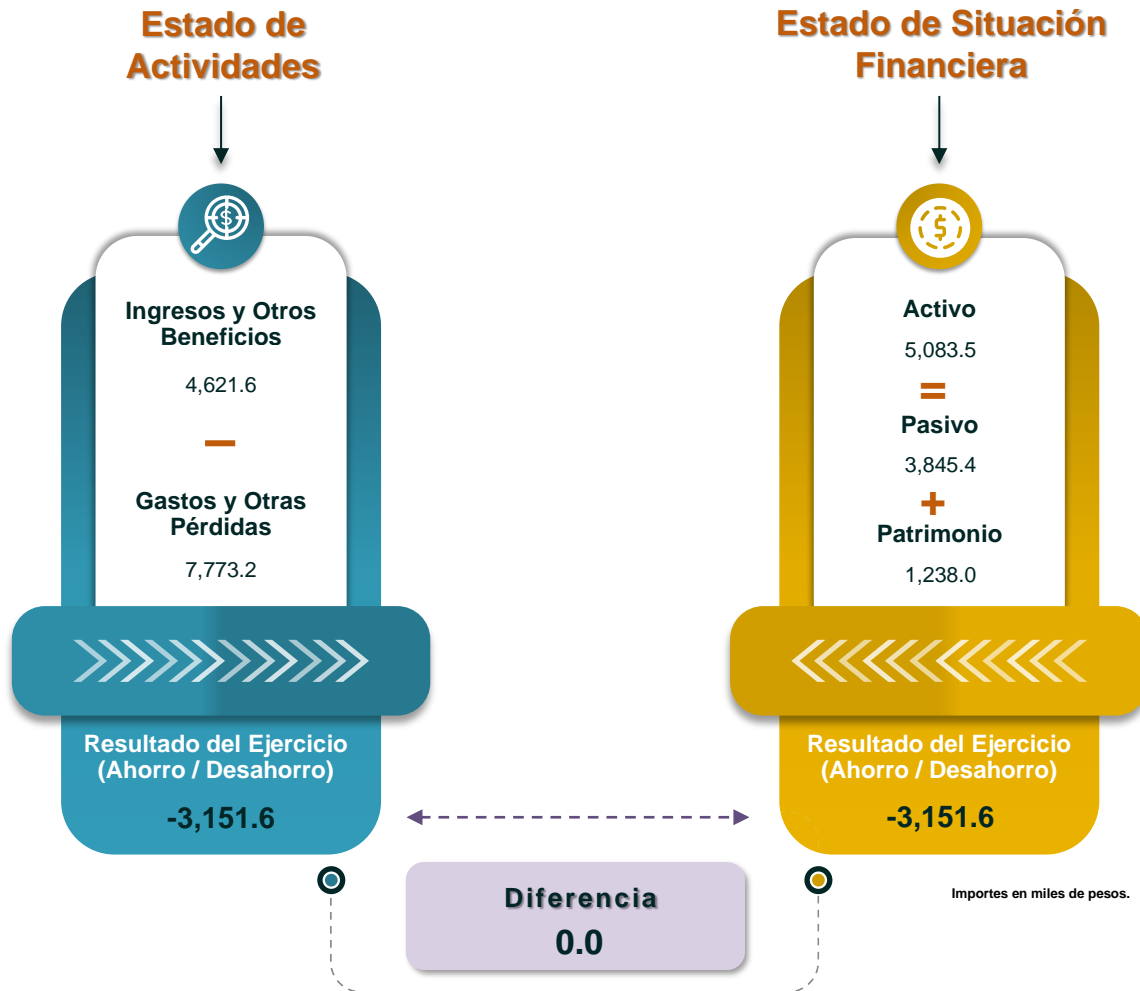 Estado de
Actividades
$
Ingresos y Otros
Beneficios
4,621.6
−
Gastos y Otras
Pérdidas
7,773.2
Resultado del Ejercicio
(Ahorro / Desahorro)
-3,151.6
Estado de Situación
Financiera
$
Activo
5,083.5
=
Pasivo
3,845.4
+
Patrimonio
1,238.0
Resultado del Ejercicio
(Ahorro / Desahorro)
-3,151.6
Diferencia
0.0
Importes en miles de pesos.